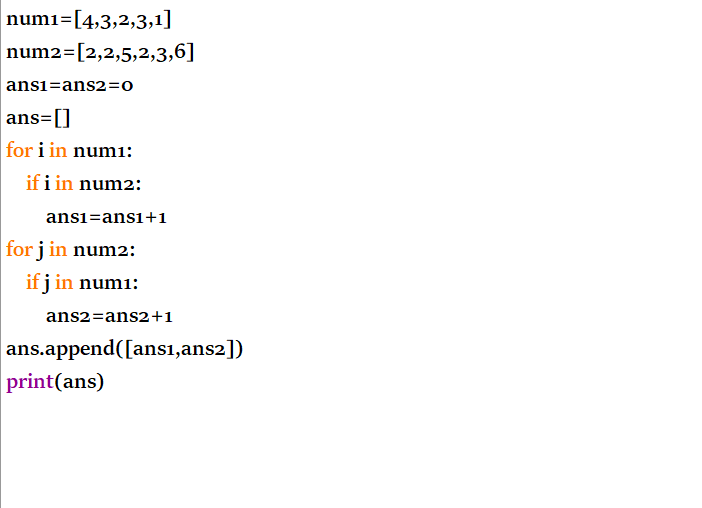 num1=[4,3,2,3,1]
num2=[2,2,5,2,3,6]
ans1=ans2=0
ans=[]
for i in num1:
    if i in num2:
        ans1=ans1+1
for j in num2:
    if j in num1:
        ans2=ans2+1
ans.append([ans1,ans2])
print(ans)